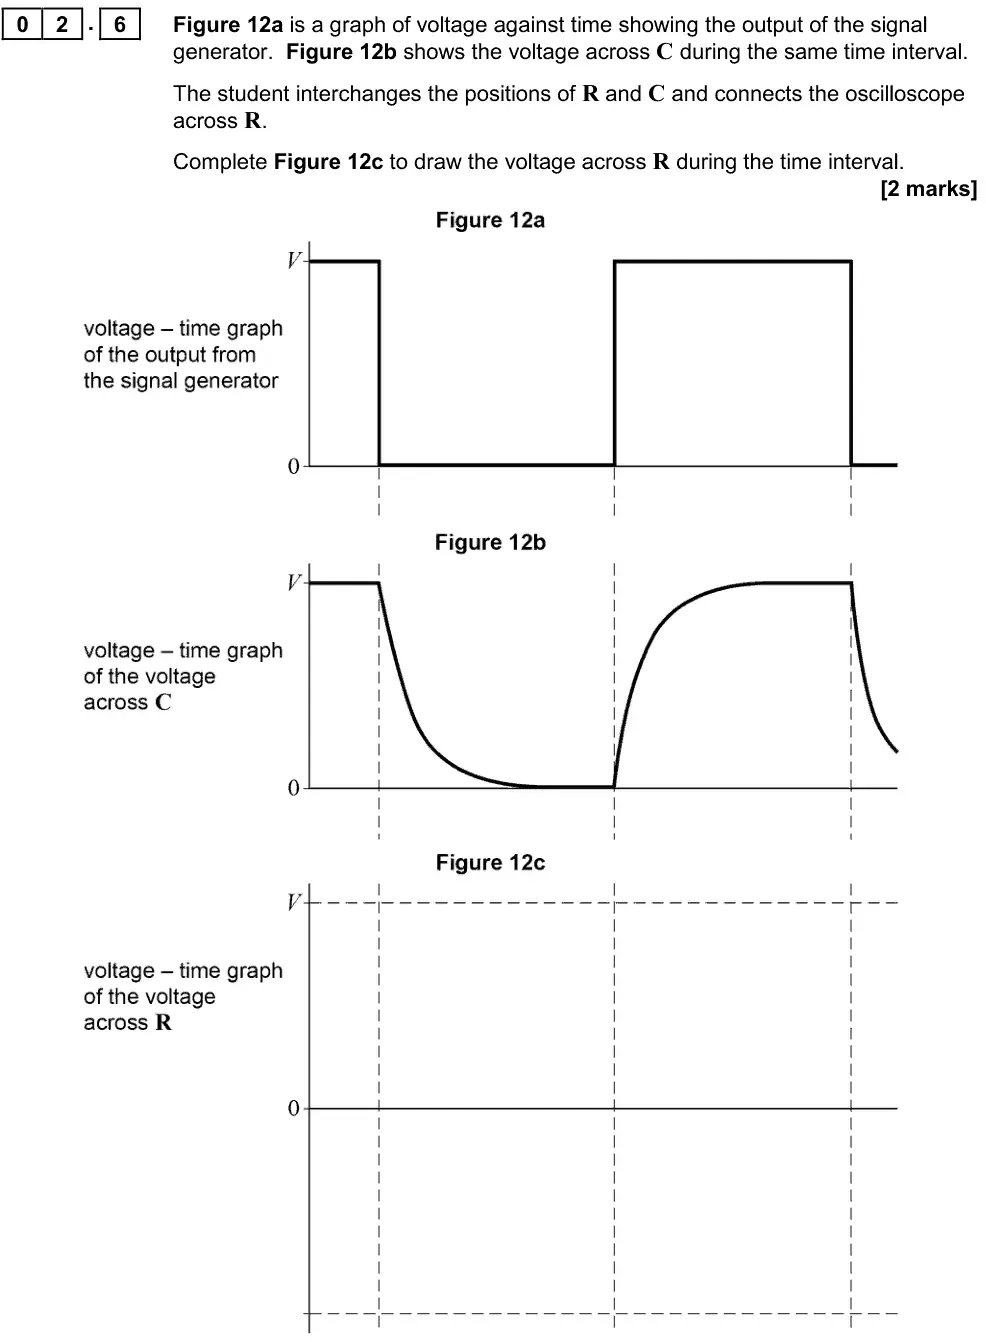 0 2 . 6 Figure 12a is a graph of voltage against time showing the output of the signal
generator. Figure 12b shows the voltage across C during the same time interval.
The student interchanges the positions of R and C and connects the oscilloscope
across R.
Complete Figure 12c to draw the voltage across R during the time interval.
[2 marks]
Figure 12a
V
voltage – time graph
of the output from
the signal generator
0
Figure 12b
V
voltage – time graph
of the voltage
across C
0
Figure 12c
V
voltage – time graph
of the voltage
across R
0